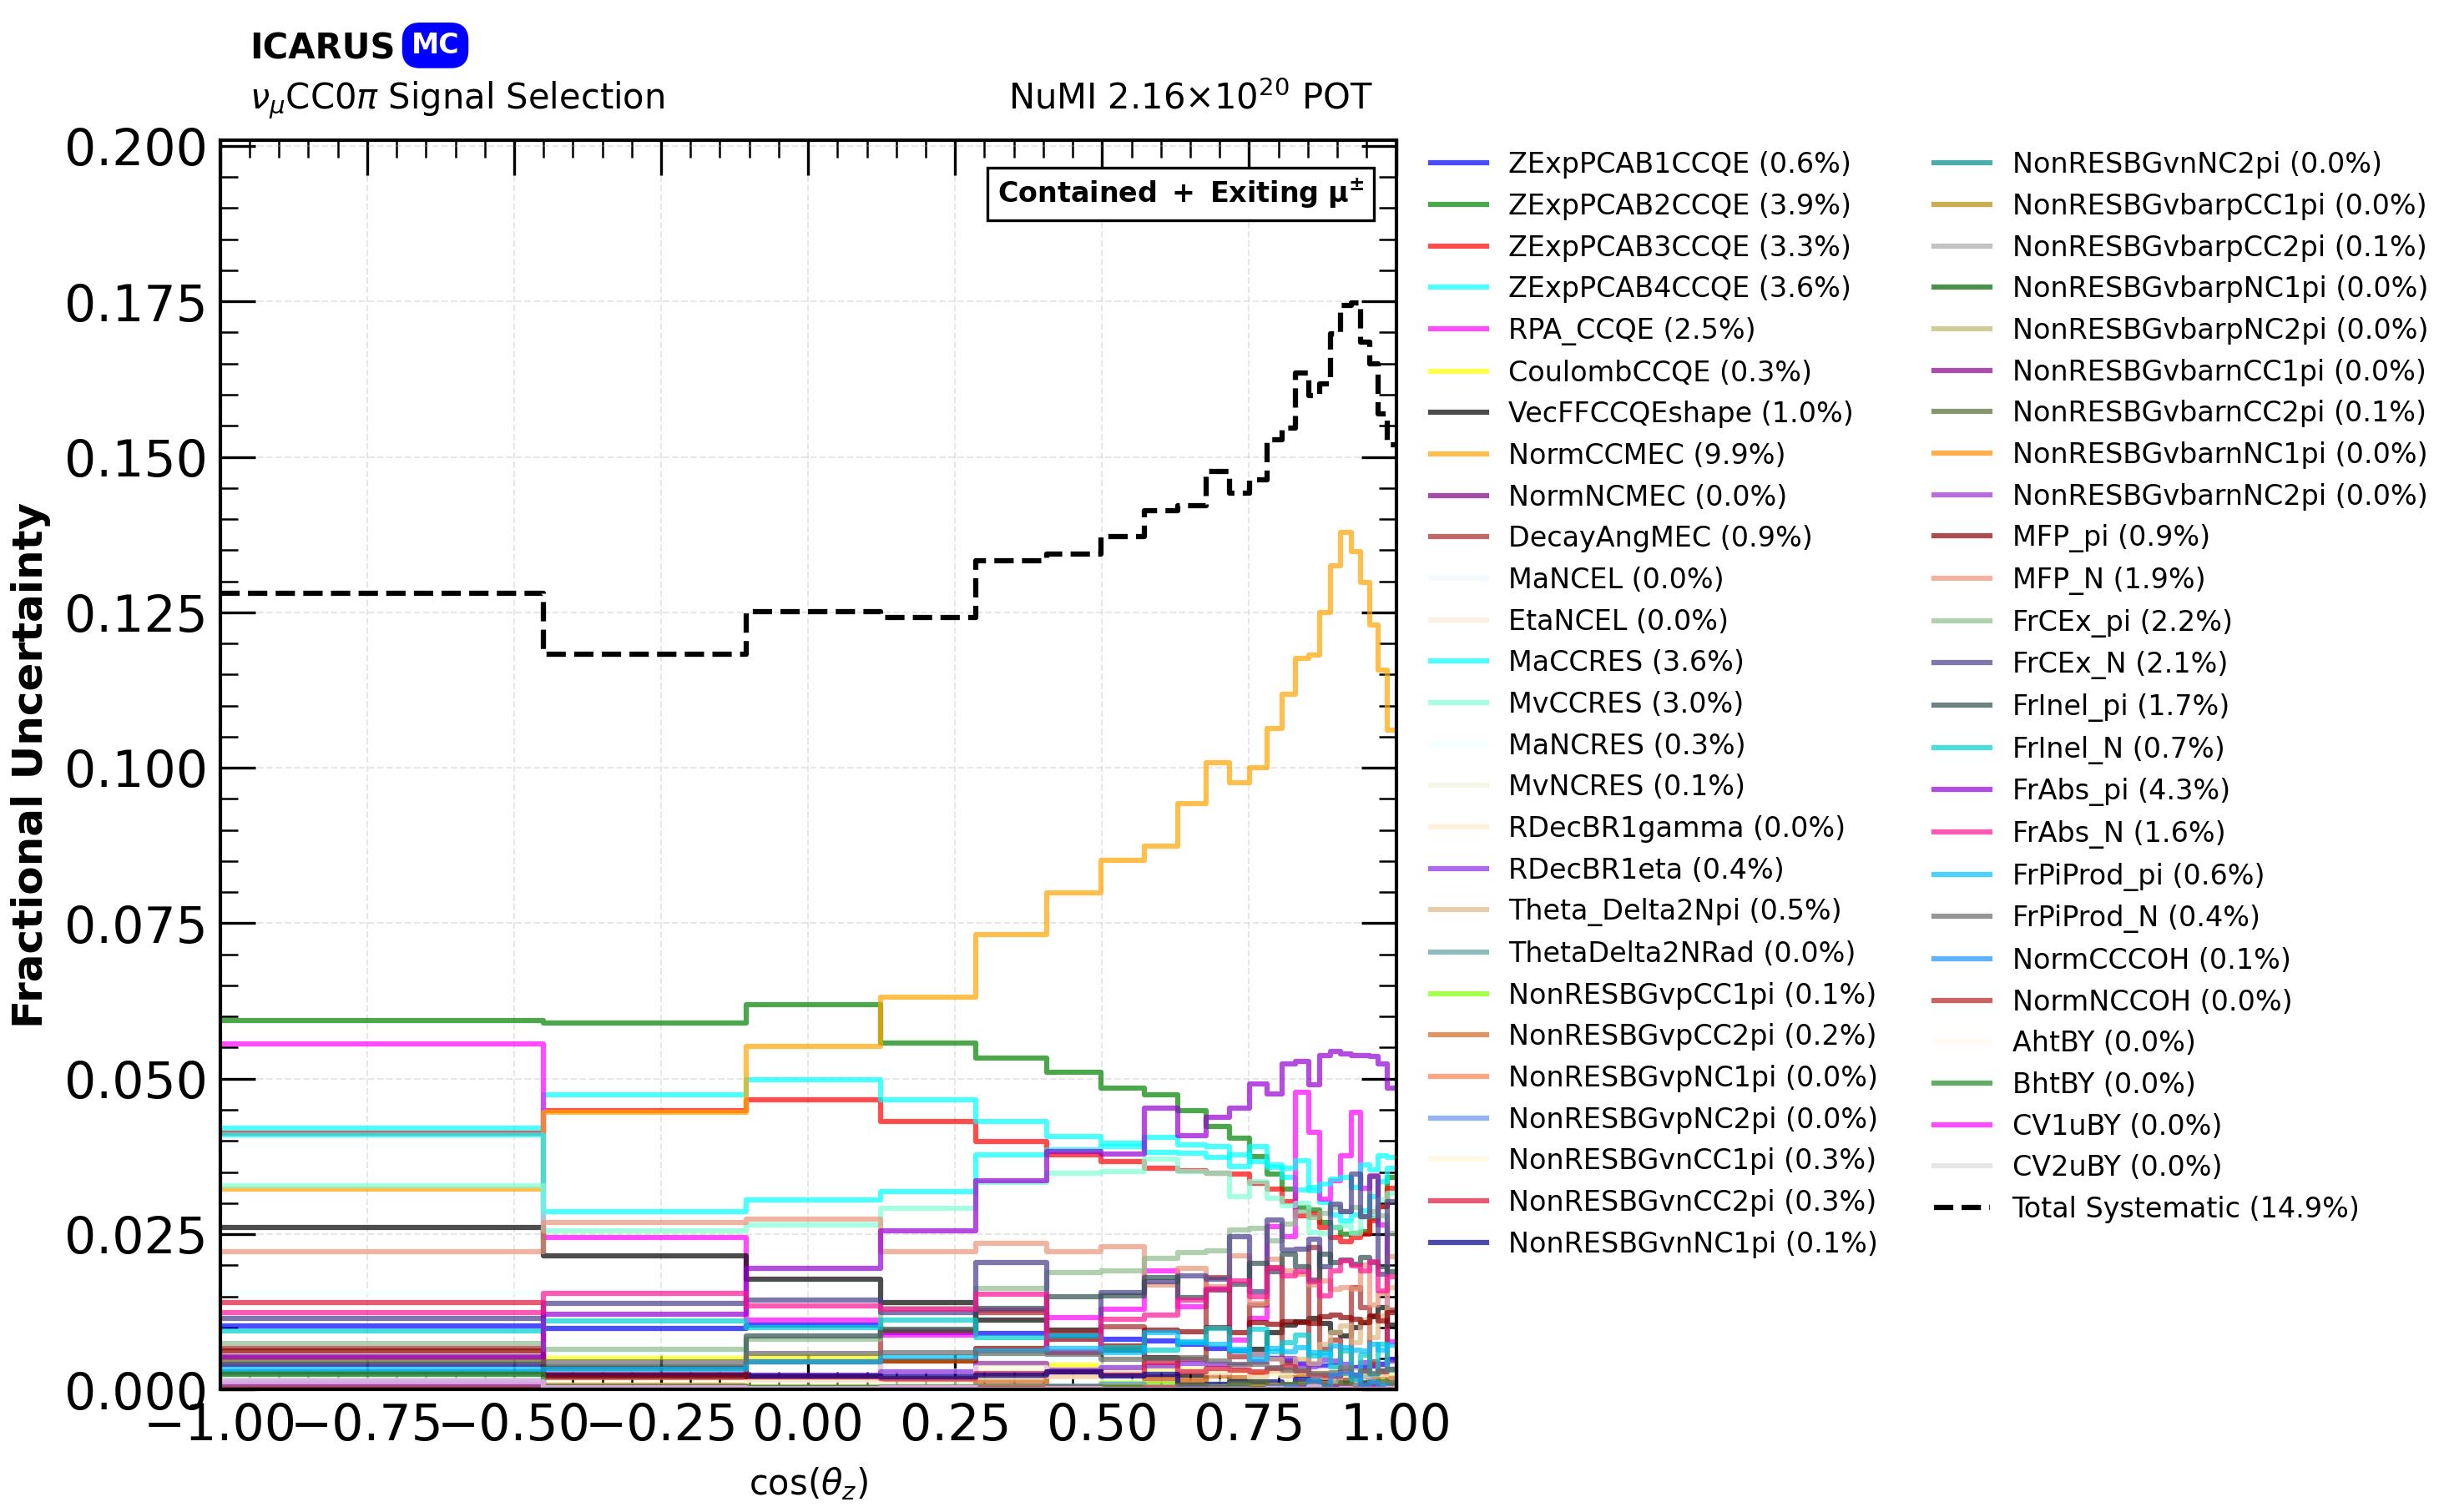 ICARUS MC
νμCC0π Signal Selection
NuMI 2.16×10²⁰ POT
Contained + Exiting μ±
Fractional Uncertainty
0.200
0.175
0.150
0.125
0.100
0.075
0.050
0.025
0.000
−1.00 −0.75 −0.50 −0.25 0.00 0.25 0.50 0.75 1.00
cos(θz)
ZExpPCAB1CCQE (0.6%)
ZExpPCAB2CCQE (3.9%)
ZExpPCAB3CCQE (3.3%)
ZExpPCAB4CCQE (3.6%)
RPA_CCQE (2.5%)
CoulombCCQE (0.3%)
VecFFCCQEshape (1.0%)
NormCCMEC (9.9%)
NormNCMEC (0.0%)
DecayAngMEC (0.9%)
MaNCEL (0.0%)
EtaNCEL (0.0%)
MaCCRES (3.6%)
MvCCRES (3.0%)
MaNCRES (0.3%)
MvNCRES (0.1%)
RDecBR1gamma (0.0%)
RDecBR1eta (0.4%)
Theta_Delta2Npi (0.5%)
ThetaDelta2NRad (0.0%)
NonRESBGvpCC1pi (0.1%)
NonRESBGvpCC2pi (0.2%)
NonRESBGvpNC1pi (0.0%)
NonRESBGvpNC2pi (0.0%)
NonRESBGvnCC1pi (0.3%)
NonRESBGvnCC2pi (0.3%)
NonRESBGvnNC1pi (0.1%)
NonRESBGvnNC2pi (0.0%)
NonRESBGvbarpCC1pi (0.0%)
NonRESBGvbarpCC2pi (0.1%)
NonRESBGvbarpNC1pi (0.0%)
NonRESBGvbarpNC2pi (0.0%)
NonRESBGvbarnCC1pi (0.0%)
NonRESBGvbarnCC2pi (0.1%)
NonRESBGvbarnNC1pi (0.0%)
NonRESBGvbarnNC2pi (0.0%)
MFP_pi (0.9%)
MFP_N (1.9%)
FrCEx_pi (2.2%)
FrCEx_N (2.1%)
FrInel_pi (1.7%)
FrInel_N (0.7%)
FrAbs_pi (4.3%)
FrAbs_N (1.6%)
FrPiProd_pi (0.6%)
FrPiProd_N (0.4%)
NormCCCOH (0.1%)
NormNCCOH (0.0%)
AhtBY (0.0%)
BhtBY (0.0%)
CV1uBY (0.0%)
CV2uBY (0.0%)
Total Systematic (14.9%)